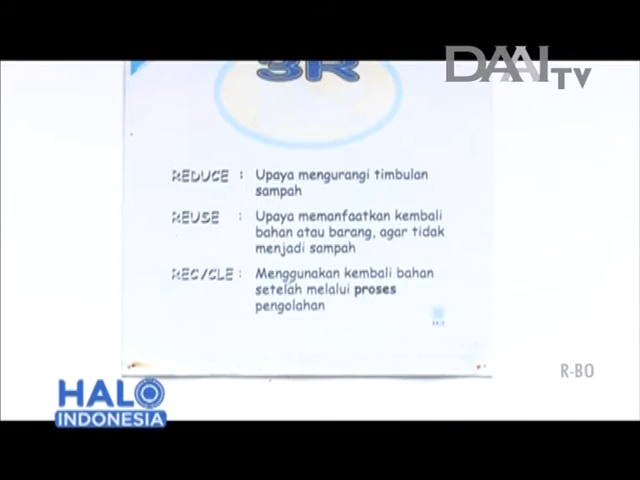 DAAI TV
3R
REDUCE : Upaya mengurangi timbulan
sampah
REUSE : Upaya memanfaatkan kembali
bahan atau barang, agar tidak
menjadi sampah
RECYCLE : Menggunakan kembali bahan
setelah melalui proses
pengolahan
R-BO
HALO
INDONESIA